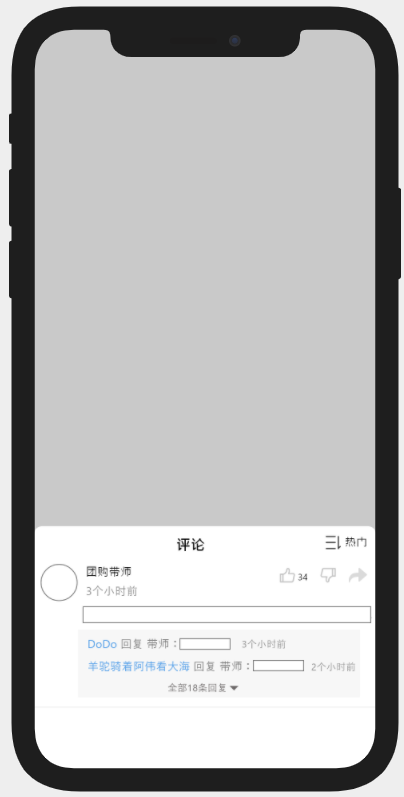 评论
热门
团购带师
34
3个小时前
DoDo 回复 带师： 3个小时前
羊驼骑着阿伟看大海 回复 带师： 2个小时前
全部18条回复